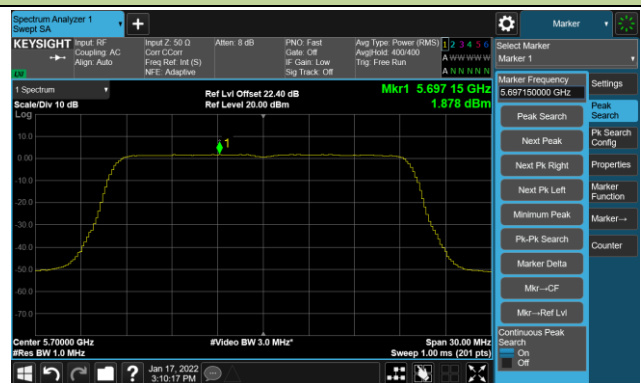 Spectrum Analyzer 1
Swept SA
+
Marker
KEYSIGHT
Input: RF
Coupling: AC
Align: Auto
Input Z: 50 Ω
Corr CCorr
Freq Ref: Int (S)
NFE: Adaptive
Atten: 8 dB
PNO: Fast
Gate: Off
IF Gain: Low
Sig Track: Off
Avg Type: Power (RMS)
Avg|Hold: 400/400
Trig: Free Run
1 2 3 4 5 6
A W W W W W
A N N N N N
LXI
Select Marker
Marker 1
1 Spectrum
Scale/Div 10 dB
Log
Ref Lvl Offset 22.40 dB
Ref Level 20.00 dBm
Mkr1 5.697 15 GHz
1.878 dBm
10.0
0.00
-10.0
-20.0
-30.0
-40.0
-50.0
-60.0
-70.0
1
Center 5.70000 GHz
#Res BW 1.0 MHz
#Video BW 3.0 MHz*
Span 30.00 MHz
Sweep 1.00 ms (201 pts)
Marker Frequency
5.697150000 GHz
Peak Search
Next Peak
Next Pk Right
Next Pk Left
Minimum Peak
Pk-Pk Search
Marker Delta
Mkr→CF
Mkr→Ref Lvl
Continuous Peak
Search
On
Off
Settings
Peak
Search
Pk Search
Config
Properties
Marker
Function
Marker→
Counter
?
Jan 17, 2022
3:10:17 PM